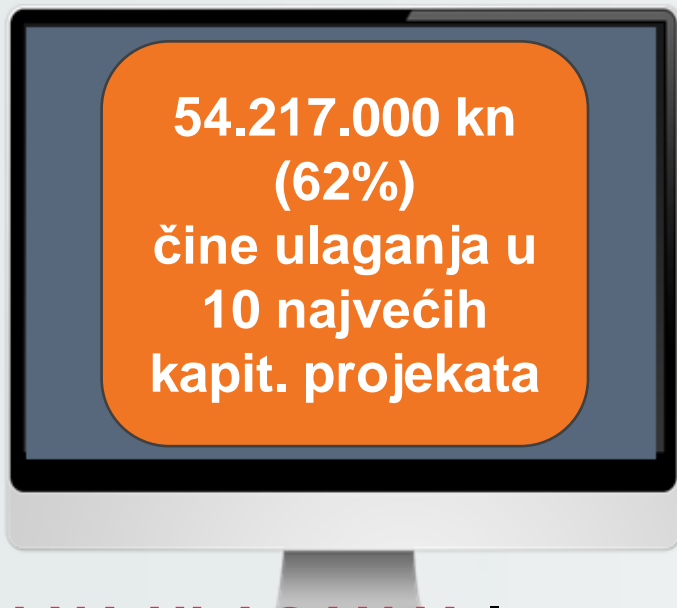 54.217.000 kn
(62%)
čine ulaganja u
10 najvećih
kapit. projekata